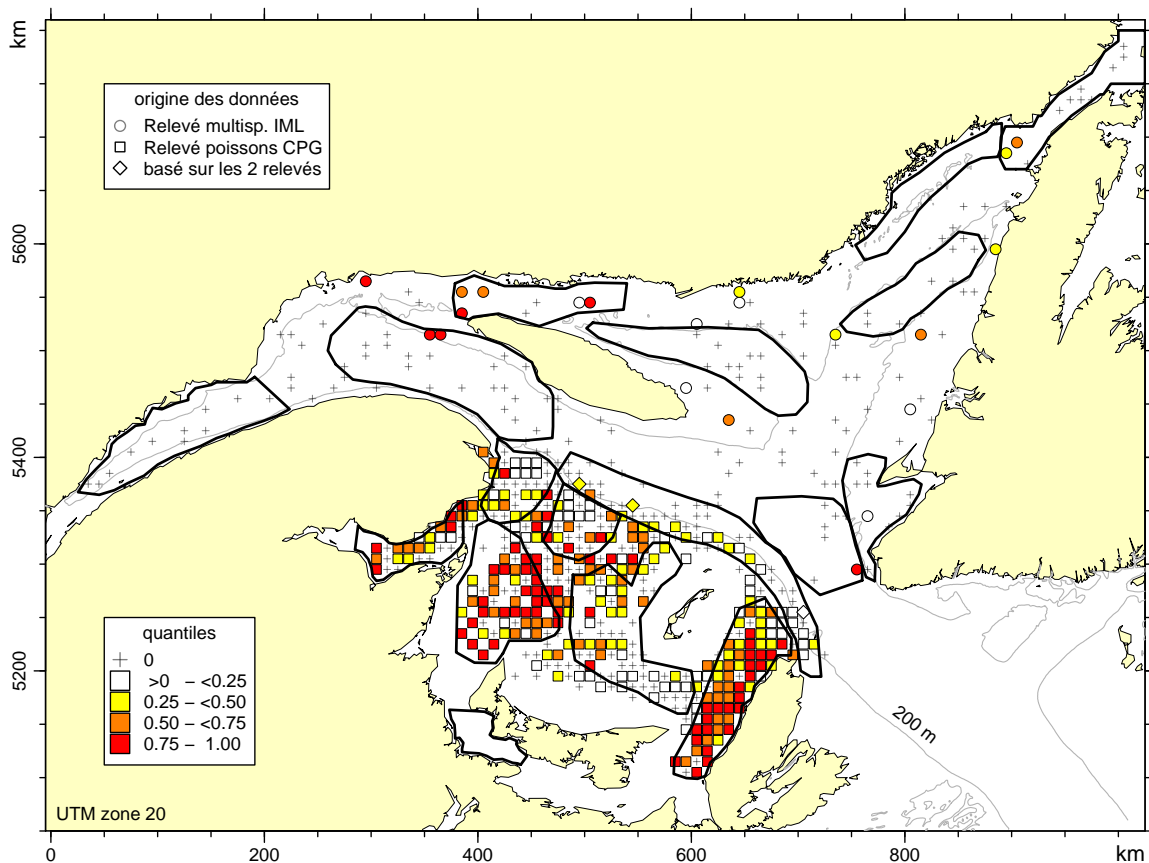 km
origine des données
Relevé multisp. IML
Relevé poissons CPG
basé sur les 2 relevés
5600
5400
5200
quantiles
0
>0 – <0.25
0.25 – <0.50
0.50 – <0.75
0.75 – 1.00
200 m
UTM zone 20
0 200 400 600 800 km